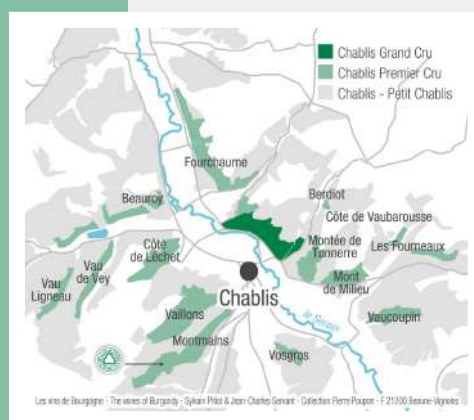 Chablis Grand Cru
Chablis Premier Cru
Chablis - Petit Chablis
Fourchaume
Beauroy
Berdiot
Côte de Vaubarousse
Côte
de Léchet
Montée de
Tonnerre
Les Fourneaux
Vau
Ligneau
Vau
de Vey
Mont
de Milieu
Chablis
le Serein
Vaillons
Vaucoupin
Montmains
Vosgros
Les vins de Bourgogne - The wines of Burgundy - Sylvain Pitiot & Jean-Charles Servant - Collection Pierre Poupon - F 21200 Beaune-Vignoles